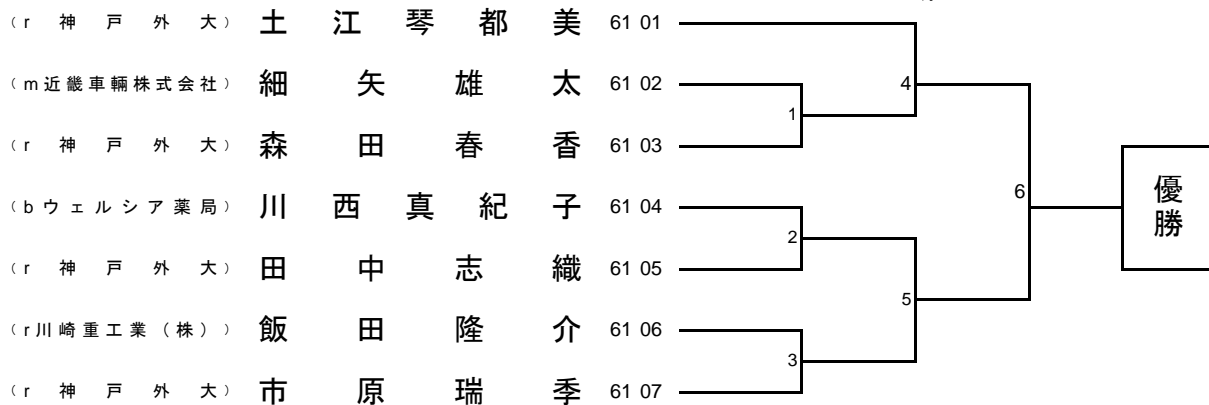 (r 神戸外大) 土江琴都美 61 01
(m近畿車輛株式会社) 細矢雄太 61 02
(r 神戸外大) 森田春香 61 03
(bウェルシア薬局) 川西真紀子 61 04
(r 神戸外大) 田中志織 61 05
(r川崎重工業(株)) 飯田隆介 61 06
(r 神戸外大) 市原瑞季 61 07
1
2
3
4
5
6
優勝